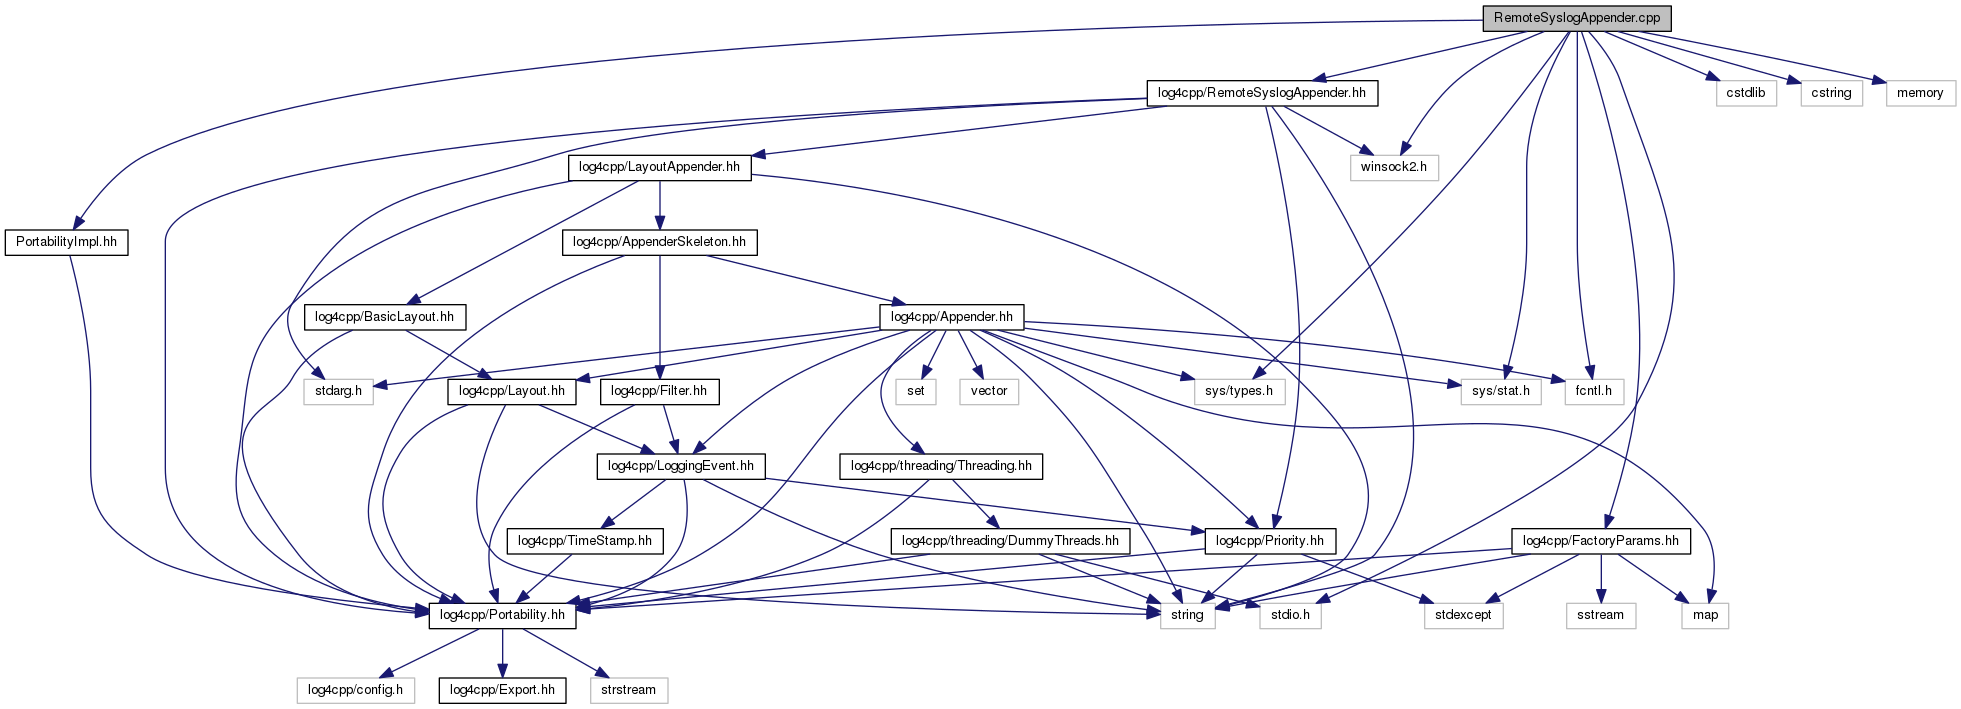 RemoteSyslogAppender.cpp
log4cpp/RemoteSyslogAppender.hh
cstdlib
cstring
memory
log4cpp/LayoutAppender.hh
winsock2.h
PortabilityImpl.hh
log4cpp/AppenderSkeleton.hh
log4cpp/BasicLayout.hh
log4cpp/Appender.hh
stdarg.h
log4cpp/Layout.hh
log4cpp/Filter.hh
set
vector
sys/types.h
sys/stat.h
fcntl.h
log4cpp/LoggingEvent.hh
log4cpp/threading/Threading.hh
log4cpp/TimeStamp.hh
log4cpp/threading/DummyThreads.hh
log4cpp/Priority.hh
log4cpp/FactoryParams.hh
log4cpp/Portability.hh
string
stdio.h
stdexcept
sstream
map
log4cpp/config.h
log4cpp/Export.hh
strstream